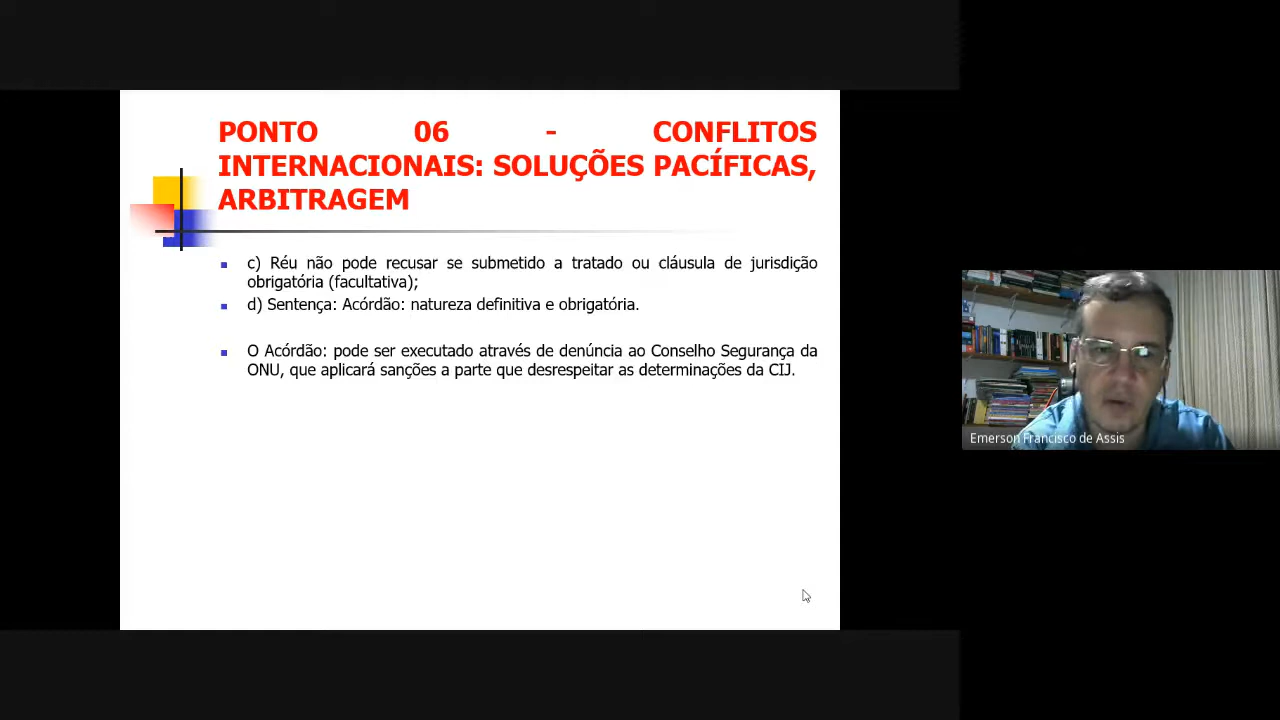 PONTO 06 - CONFLITOS
INTERNACIONAIS: SOLUÇÕES PACÍFICAS,
ARBITRAGEM
c) Réu não pode recusar se submetido a tratado ou cláusula de jurisdição
obrigatória (facultativa);
d) Sentença: Acórdão: natureza definitiva e obrigatória.
O Acórdão: pode ser executado através de denúncia ao Conselho Segurança da
ONU, que aplicará sanções a parte que desrespeitar as determinações da CIJ.
Emerson Francisco de Assis